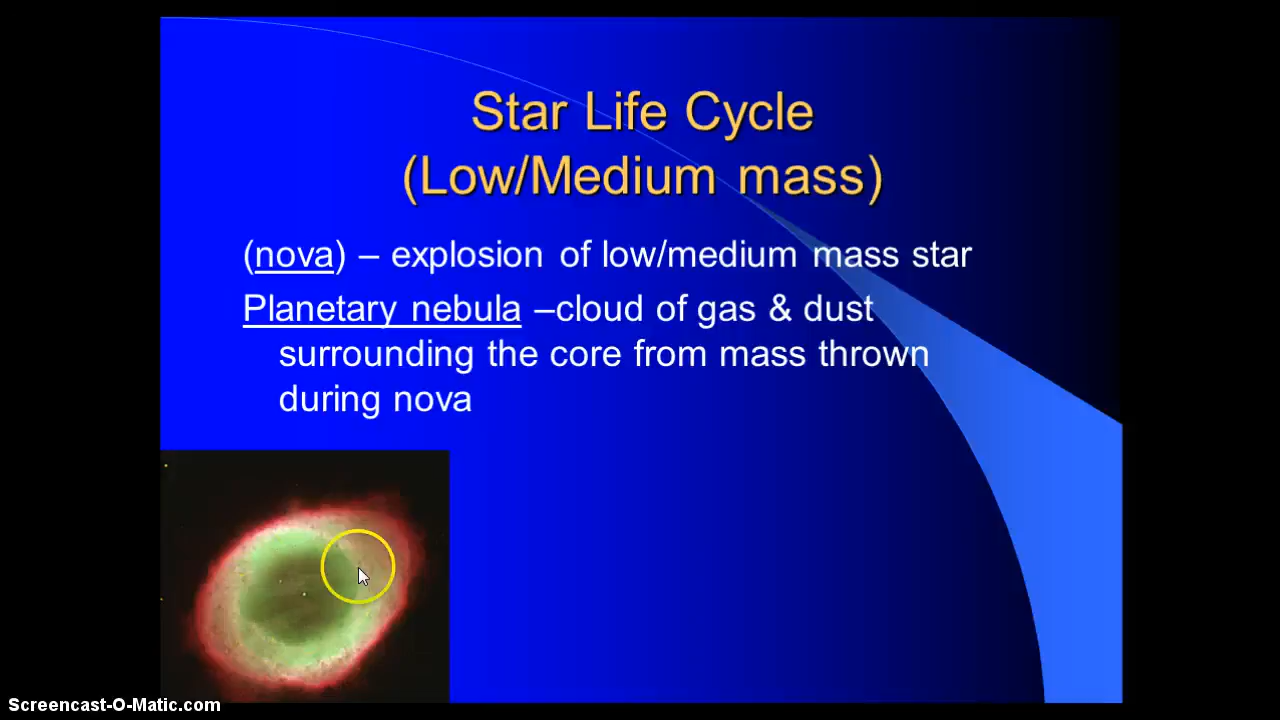 Star Life Cycle
(Low/Medium mass)
(nova) – explosion of low/medium mass star
Planetary nebula –cloud of gas & dust
surrounding the core from mass thrown
during nova
Screencast-O-Matic.com